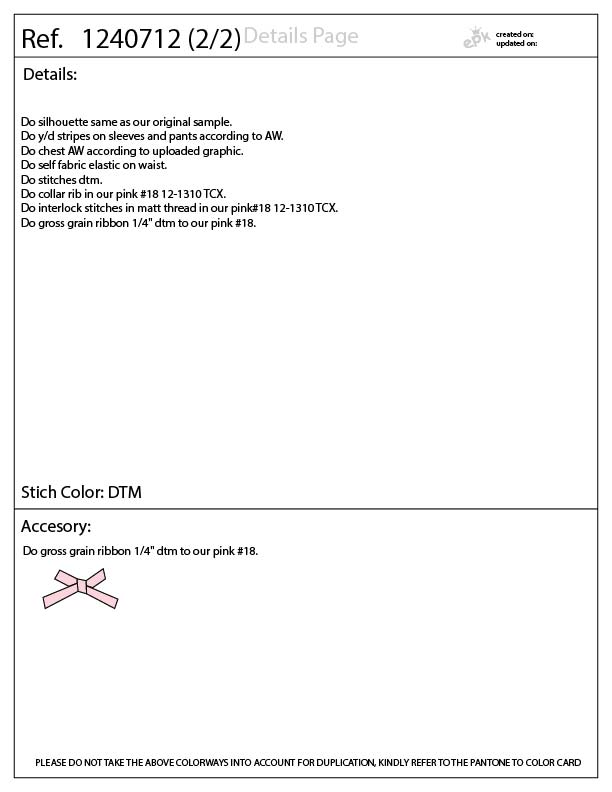 Ref. 1240712 (2/2) Details Page
epk
created on:
updated on:
Details:
Do silhouette same as our original sample.
Do y/d stripes on sleeves and pants according to AW.
Do chest AW according to uploaded graphic.
Do self fabric elastic on waist.
Do stitches dtm.
Do collar rib in our pink #18 12-1310 TCX.
Do interlock stitches in matt thread in our pink#18 12-1310 TCX.
Do gross grain ribbon 1/4" dtm to our pink #18.
Stich Color: DTM
Accesory:
Do gross grain ribbon 1/4" dtm to our pink #18.
PLEASE DO NOT TAKE THE ABOVE COLORWAYS INTO ACCOUNT FOR DUPLICATION, KINDLY REFER TO THE PANTONE TO COLOR CARD